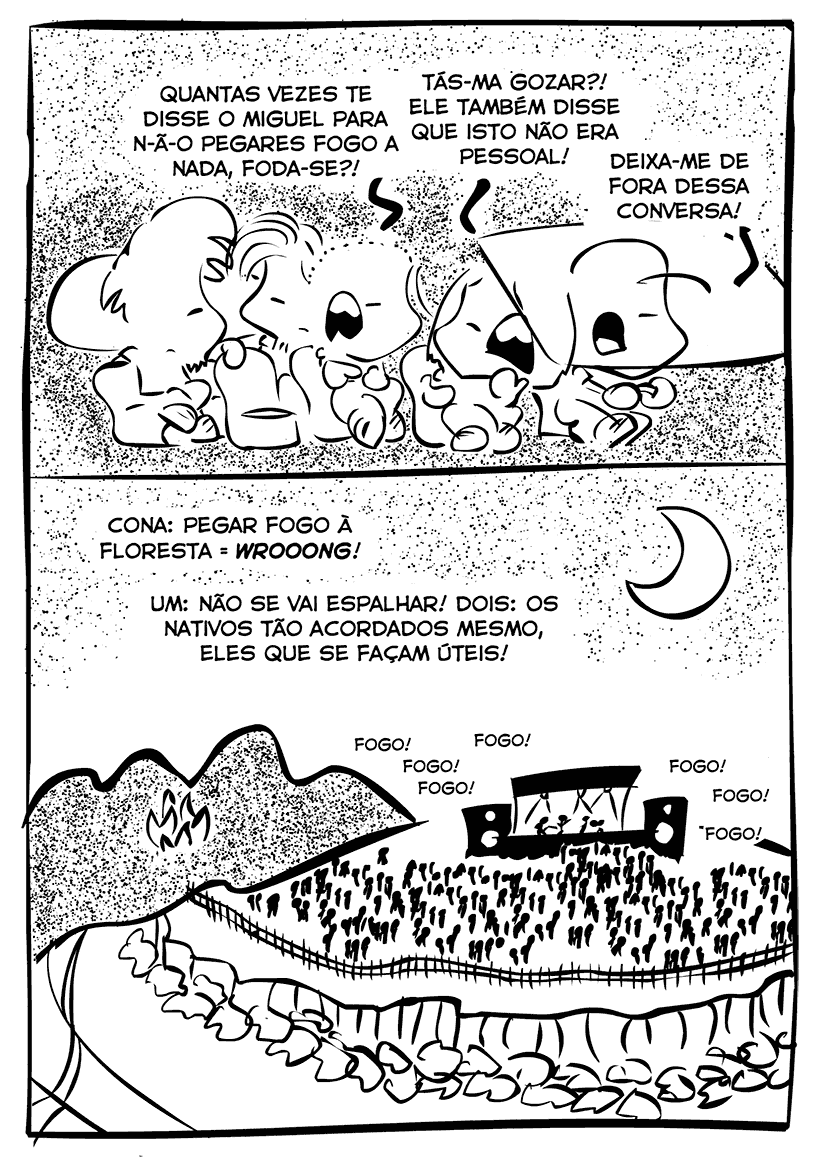 QUANTAS VEZES TE
DISSE O MIGUEL PARA
N-Ã-O PEGARES FOGO A
NADA, FODA-SE?!
TÁS-MA GOZAR?!
ELE TAMBÉM DISSE
QUE ISTO NÃO ERA
PESSOAL!
DEIXA-ME DE
FORA DESSA
CONVERSA!
CONA: PEGAR FOGO À
FLORESTA = WROOONG!
UM: NÃO SE VAI ESPALHAR! DOIS: OS
NATIVOS TÃO ACORDADOS MESMO,
ELES QUE SE FAÇAM ÚTEIS!
FOGO!
FOGO!
FOGO!
FOGO!
FOGO!
FOGO!
FOGO!